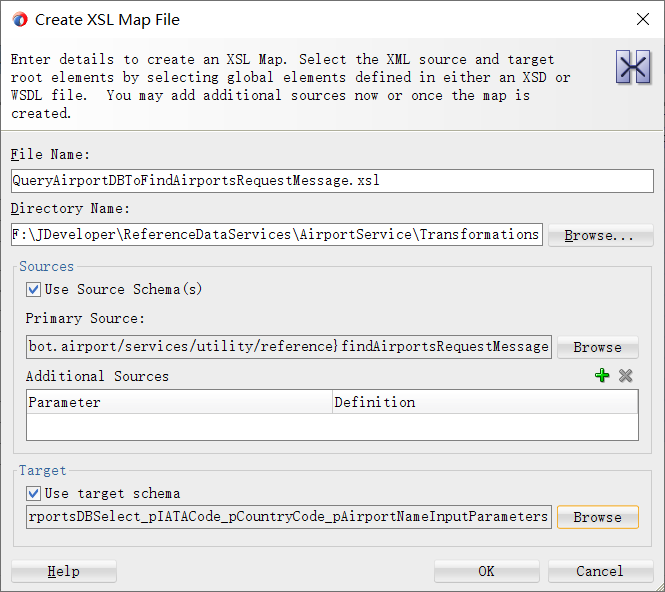 Create XSL Map File
Enter details to create an XSL Map. Select the XML source and target
root elements by selecting global elements defined in either an XSD or
WSDL file. You may add additional sources now or once the map is
created.
File Name:
QueryAirportDBToFindAirportsRequestMessage.xsl
Directory Name:
F:\JDeveloper\ReferenceDataServices\AirportService\Transformations
Browse...
Sources
Use Source Schema(s)
Primary Source:
bot.airport/services/utility/reference}findAirportsRequestMessage
Browse
Additional Sources
Parameter
Definition
Target
Use target schema
rportsDBSelect_pIATACode_pCountryCode_pAirportNameInputParameters
Browse
Help
OK
Cancel